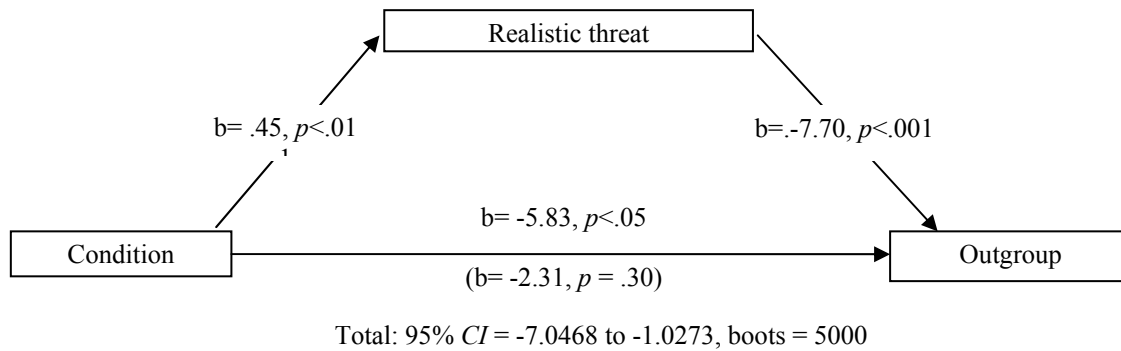 Realistic threat
b= .45, p<.01
b=.-7.70, p<.001
b= -5.83, p<.05
Condition
Outgroup
(b= -2.31, p = .30)
Total: 95% CI = -7.0468 to -1.0273, boots = 5000